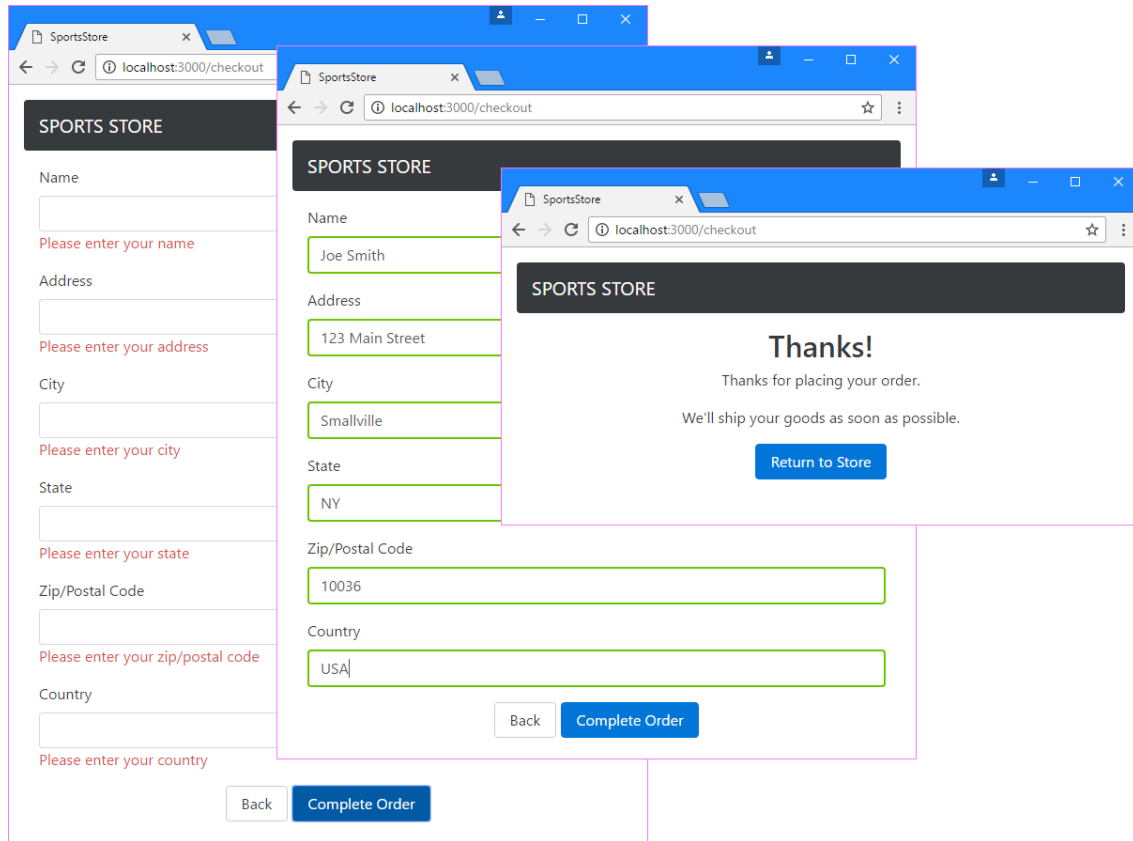 SportsStore
localhost:3000/checkout
SPORTS STORE
Name
Please enter your name
Address
Please enter your address
City
Please enter your city
State
Please enter your state
Zip/Postal Code
Please enter your zip/postal code
Country
Please enter your country
Back
Complete Order
SportsStore
localhost:3000/checkout
SPORTS STORE
Name
Joe Smith
Address
123 Main Street
City
Smallville
State
NY
Zip/Postal Code
10036
Country
USA
Back
Complete Order
SportsStore
localhost:3000/checkout
SPORTS STORE
Thanks!
Thanks for placing your order.
We'll ship your goods as soon as possible.
Return to Store